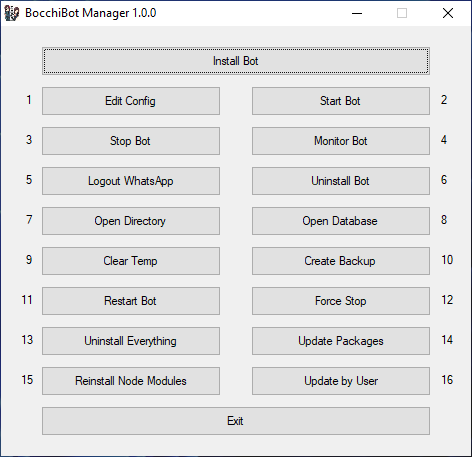 BocchiBot Manager 1.0.0
Install Bot
1 Edit Config Start Bot 2
3 Stop Bot Monitor Bot 4
5 Logout WhatsApp Uninstall Bot 6
7 Open Directory Open Database 8
9 Clear Temp Create Backup 10
11 Restart Bot Force Stop 12
13 Uninstall Everything Update Packages 14
15 Reinstall Node Modules Update by User 16
Exit